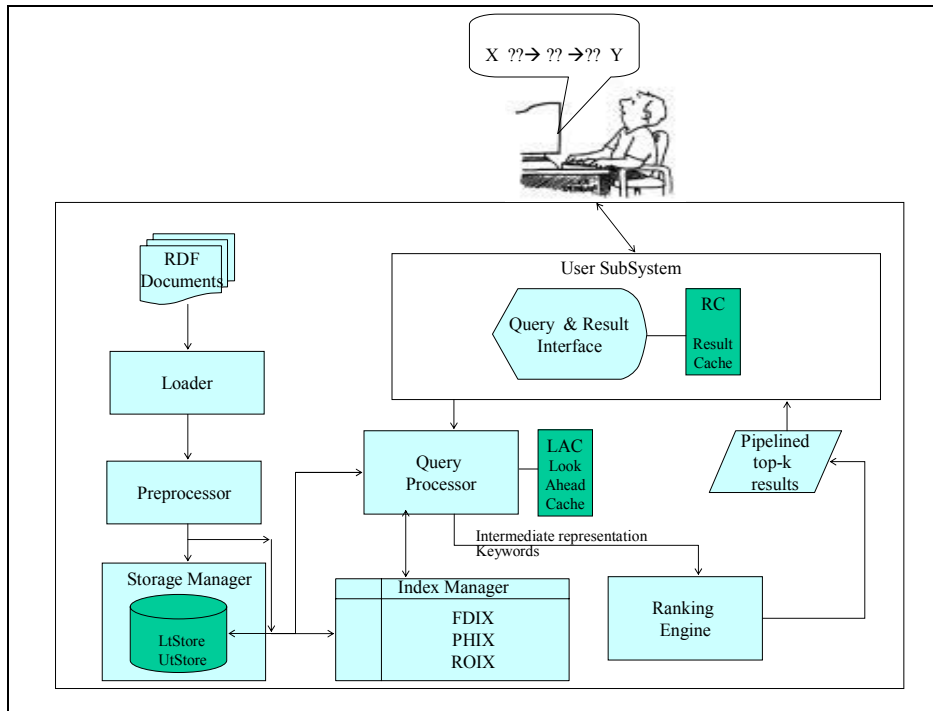 X ??→ ?? →?? Y
RDF
Documents
User SubSystem
Query & Result
Interface
RC
Result
Cache
Loader
Query
Processor
LAC
Look
Ahead
Cache
Pipelined
top-k
results
Preprocessor
Intermediate representation
Keywords
Storage Manager
LtStore
UtStore
Index Manager
FDIX
PHIX
ROIX
Ranking
Engine